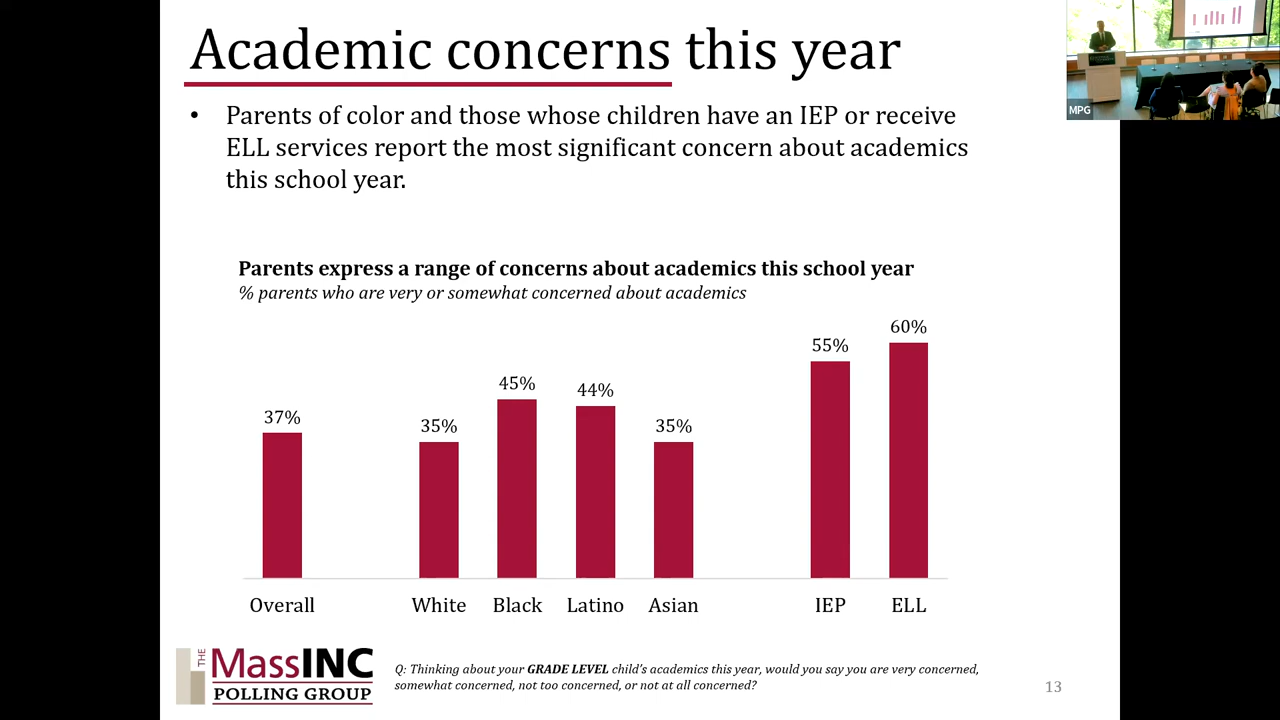 Academic concerns this year
• Parents of color and those whose children have an IEP or receive
ELL services report the most significant concern about academics
this school year.
Parents express a range of concerns about academics this school year
% parents who are very or somewhat concerned about academics
37%
35%
45%
44%
35%
55%
60%
Overall
White
Black
Latino
Asian
IEP
ELL
THE
MassINC
POLLING GROUP
Q: Thinking about your GRADE LEVEL child's academics this year, would you say you are very concerned,
somewhat concerned, not too concerned, or not at all concerned?
13
MPG